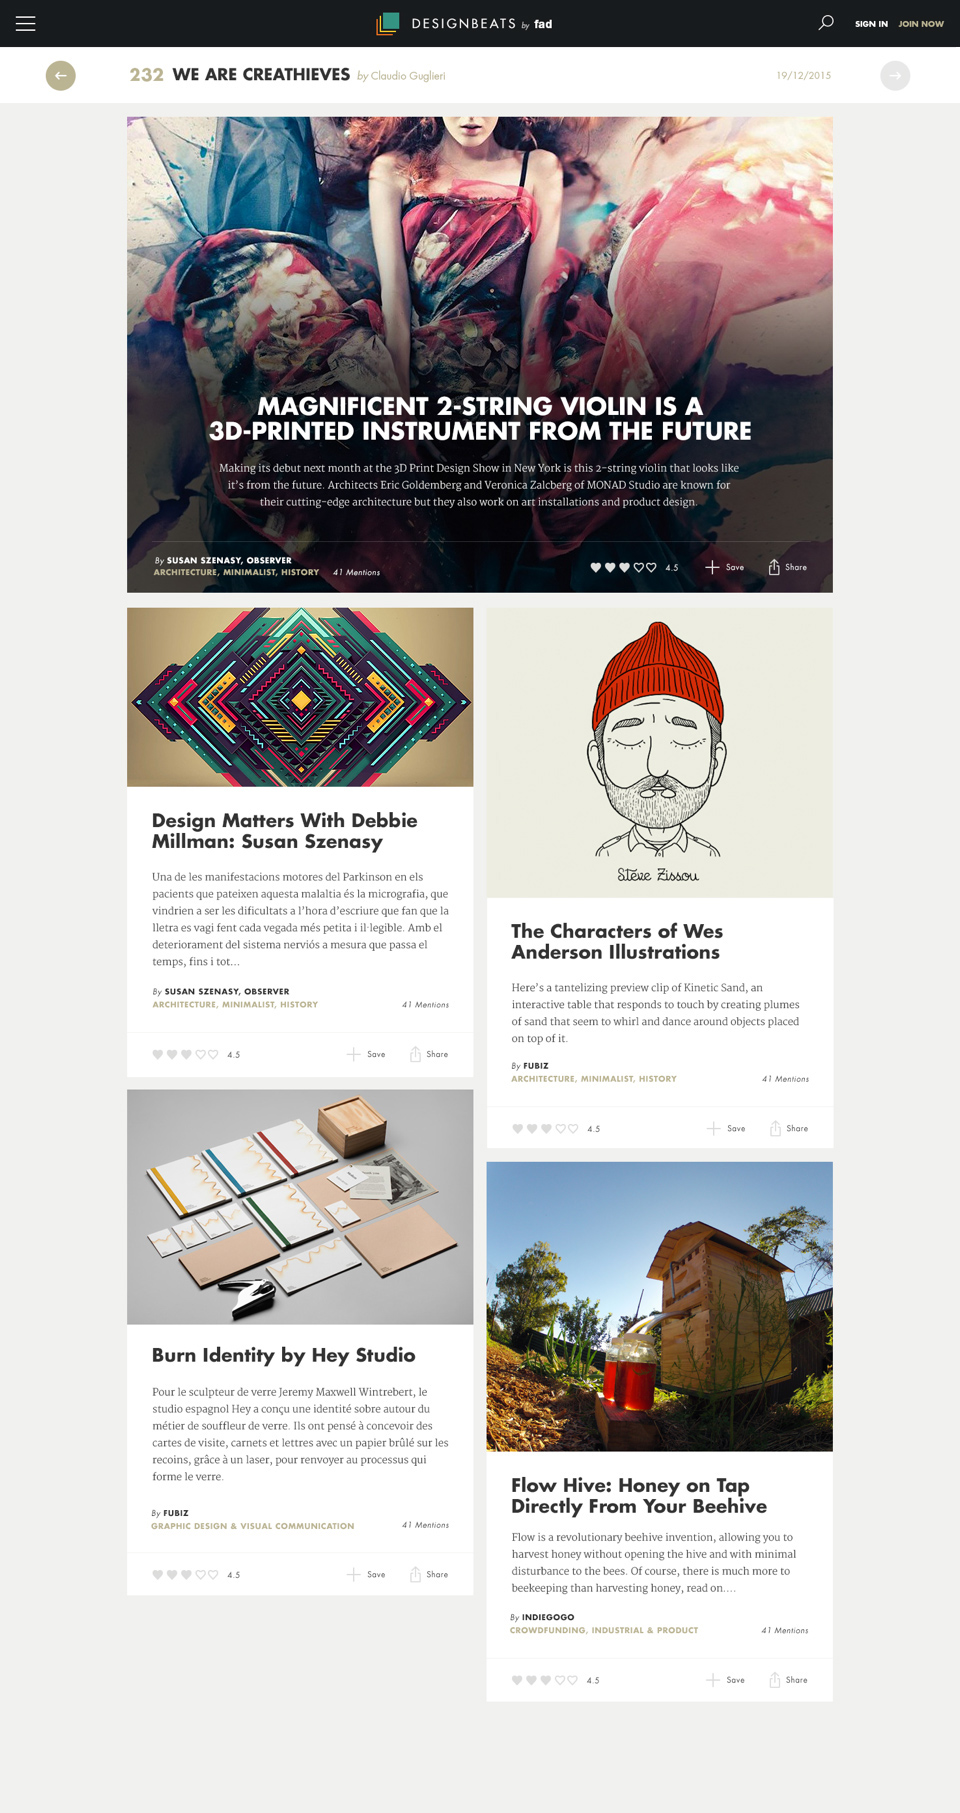 DESIGNBEATS by fad
SIGN IN JOIN NOW
232 WE ARE CREATHIEVES by Claudio Guglieri
19/12/2015
MAGNIFICENT 2-STRING VIOLIN IS A
3D-PRINTED INSTRUMENT FROM THE FUTURE
Making its debut next month at the 3D Print Design Show in New York is this 2-string violin that looks like
it's from the future. Architects Eric Goldemberg and Veronica Zalcberg of MONAD Studio are known for
their cutting-edge architecture but they also work on art installations and product design.
By SUSAN SZENASY, OBSERVER
ARCHITECTURE, MINIMALIST, HISTORY 41 Mentions
4.5 Save Share
Design Matters With Debbie
Millman: Susan Szenasy
Una de les manifestacions motores del Parkinson en els
pacients que pateixen aquesta malaltia és la micrografia, que
vindrien a ser les dificultats a l'hora d'escriure que fan que la
lletra es vagi fent cada vegada més petita i il·legible. Amb el
deteriorament del sistema nerviós a mesura que passa el
temps, fins i tot...
By SUSAN SZENASY, OBSERVER
ARCHITECTURE, MINIMALIST, HISTORY 41 Mentions
4.5 Save Share
Steve Zissou
The Characters of Wes
Anderson Illustrations
Here's a tantelizing preview clip of Kinetic Sand, an
interactive table that responds to touch by creating plumes
of sand that seem to whirl and dance around objects placed
on top of it.
By FUBIZ
ARCHITECTURE, MINIMALIST, HISTORY 41 Mentions
4.5 Save Share
Burn Identity by Hey Studio
Pour le sculpteur de verre Jeremy Maxwell Wintrebert, le
studio espagnol Hey a conçu une identité sobre autour du
métier de souffleur de verre. Ils ont pensé à concevoir des
cartes de visite, carnets et lettres avec un papier brûlé sur les
recoins, grâce à un laser, pour renvoyer au processus qui
forme le verre.
By FUBIZ
GRAPHIC DESIGN & VISUAL COMMUNICATION 41 Mentions
4.5 Save Share
Flow Hive: Honey on Tap
Directly From Your Beehive
Flow is a revolutionary beehive invention, allowing you to
harvest honey without opening the hive and with minimal
disturbance to the bees. Of course, there is much more to
beekeeping than harvesting honey, read on....
By INDIEGOGO
CROWDFUNDING, INDUSTRIAL & PRODUCT 41 Mentions
4.5 Save Share